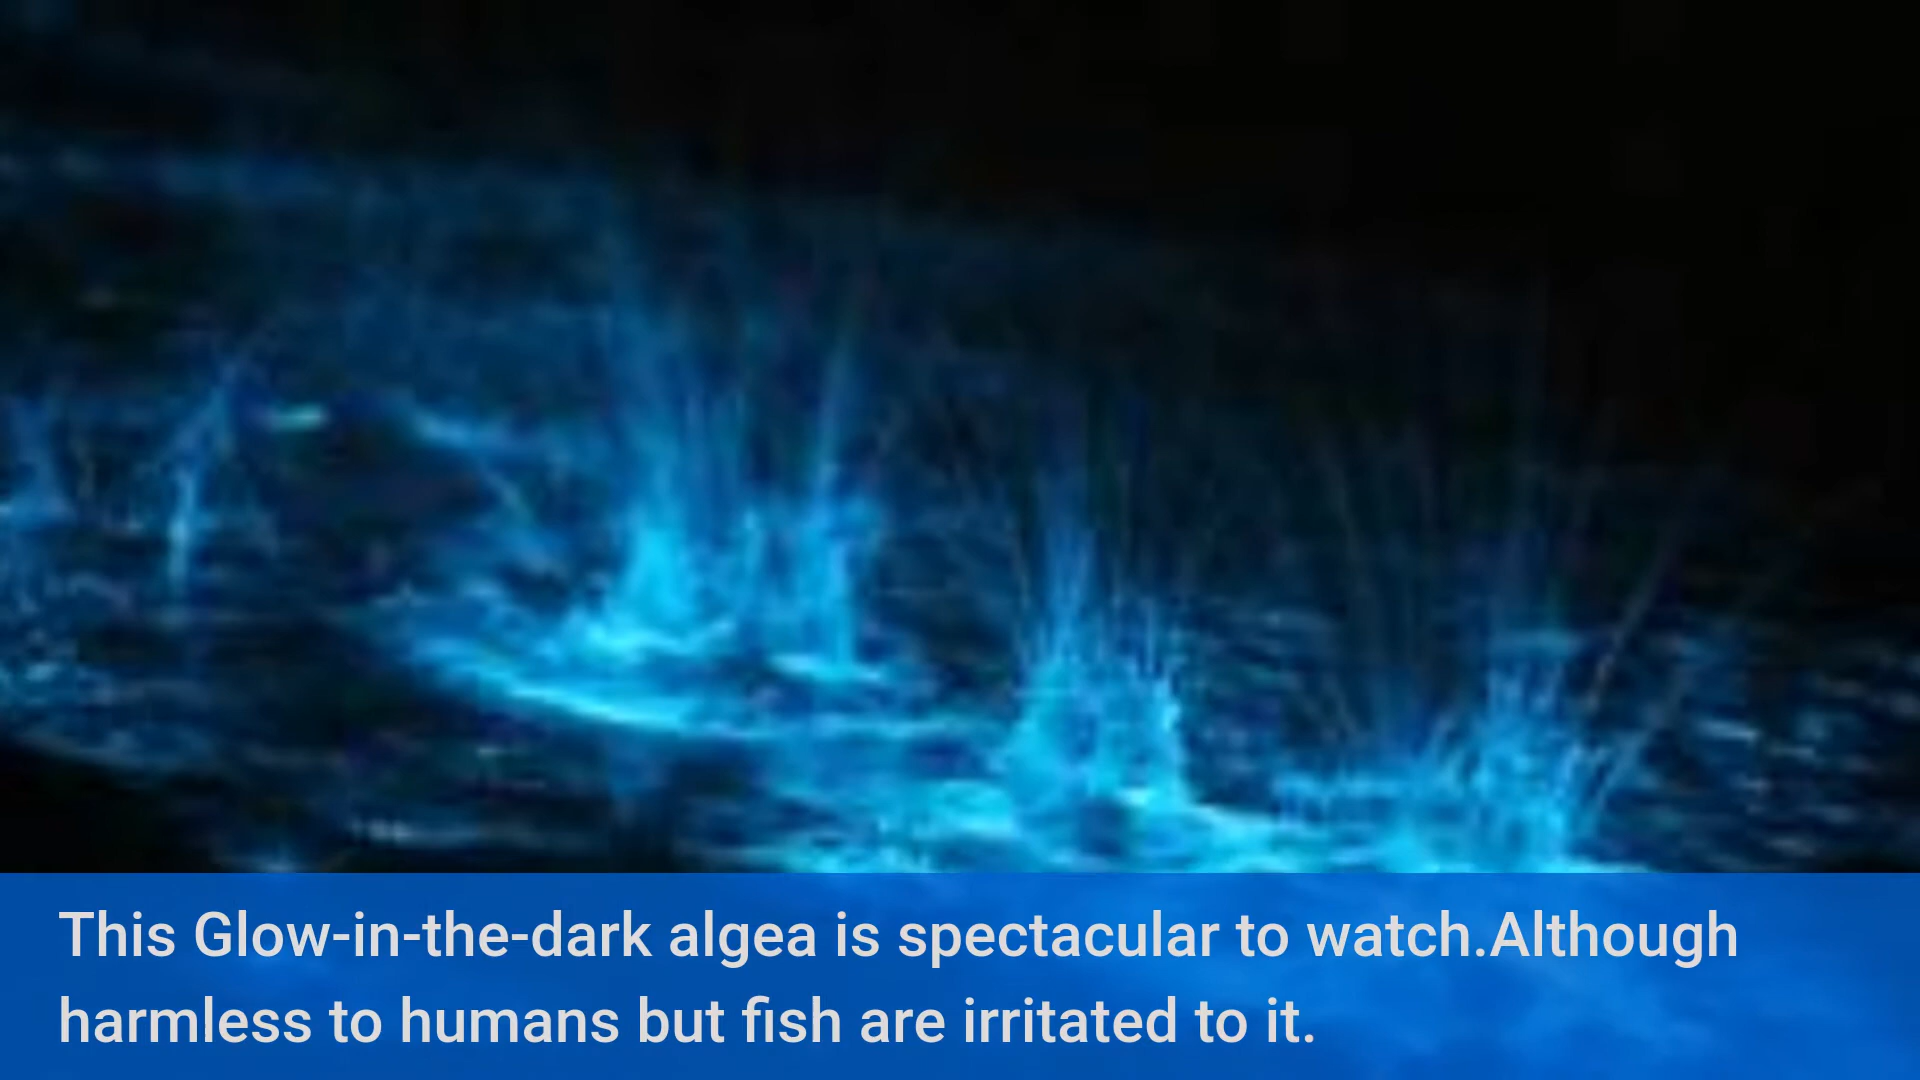 This Glow-in-the-dark algea is spectacular to watch.Although
harmless to humans but fish are irritated to it.